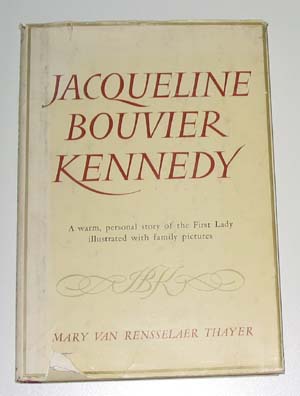 JACQUELINE
BOUVIER
KENNEDY
A warm, personal story of the First Lady
illustrated with family pictures
JBK
MARY VAN RENSSELAER THAYER